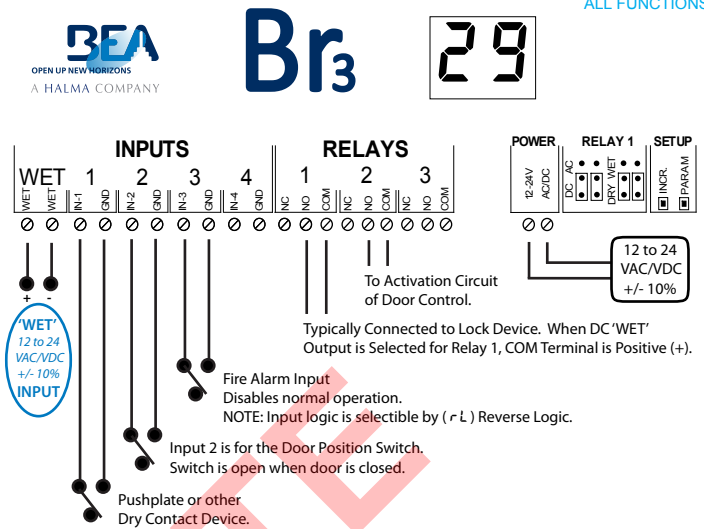 ALL FUNCTIONS
BEA
OPEN UP NEW HORIZONS
A HALMA COMPANY
Br3
29
INPUTS
RELAYS
POWER
RELAY 1
SETUP
WET 1 2 3 4
1 2 3
WET
WET
IN-1
GND
IN-2
GND
IN-3
GND
IN-4
GND
NC
NO
COM
NC
NO
COM
NC
NO
COM
12-24V
AC/DC
DC AC
DRY WET
INCR.
PARAM
+ -
'WET'
12 to 24
VAC/VDC
+/- 10%
INPUT
12 to 24
VAC/VDC
+/- 10%
To Activation Circuit
of Door Control.
Typically Connected to Lock Device. When DC 'WET'
Output is Selected for Relay 1, COM Terminal is Positive (+).
Fire Alarm Input
Disables normal operation.
NOTE: Input logic is selectible by ( rL ) Reverse Logic.
Input 2 is for the Door Position Switch.
Switch is open when door is closed.
Pushplate or other
Dry Contact Device.